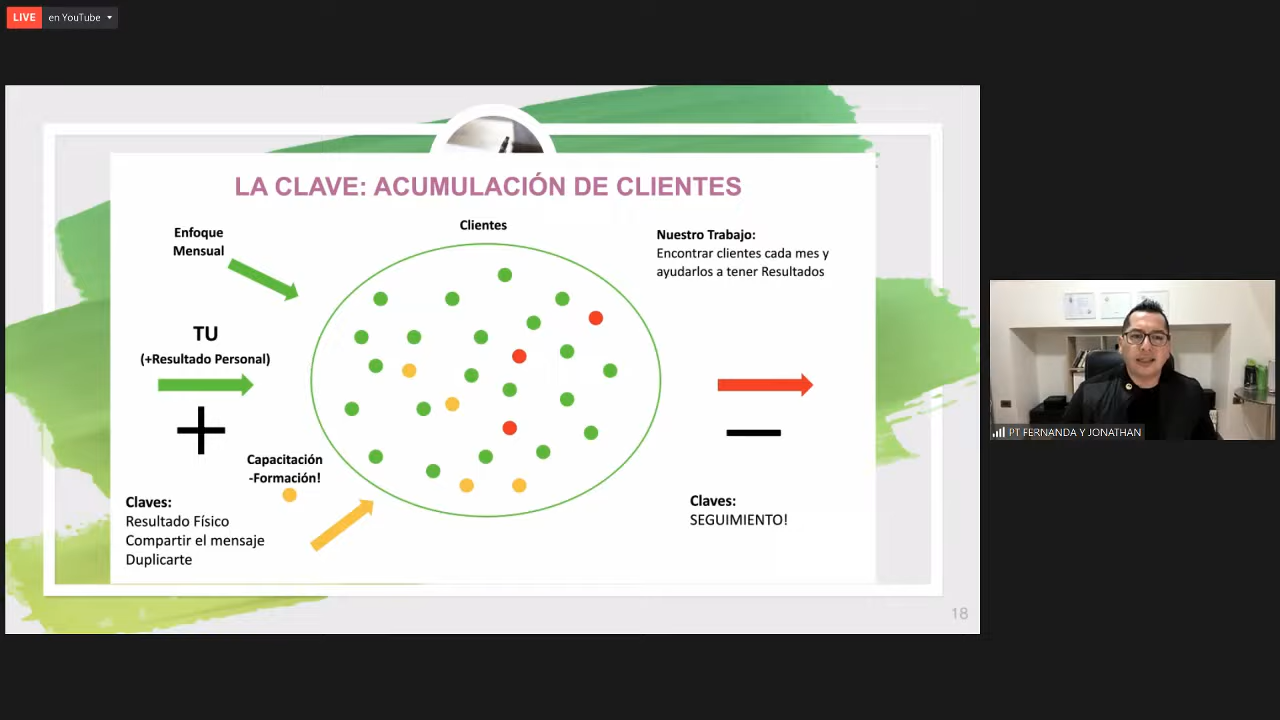 LIVE en YouTube
LA CLAVE: ACUMULACIÓN DE CLIENTES
Enfoque
Mensual
Clientes
Nuestro Trabajo:
Encontrar clientes cada mes y
ayudarlos a tener Resultados
TU
(+Resultado Personal)
Capacitación
-Formación!
Claves:
Resultado Físico
Compartir el mensaje
Duplicarte
Claves:
SEGUIMIENTO!
18
PT FERNANDA Y JONATHAN